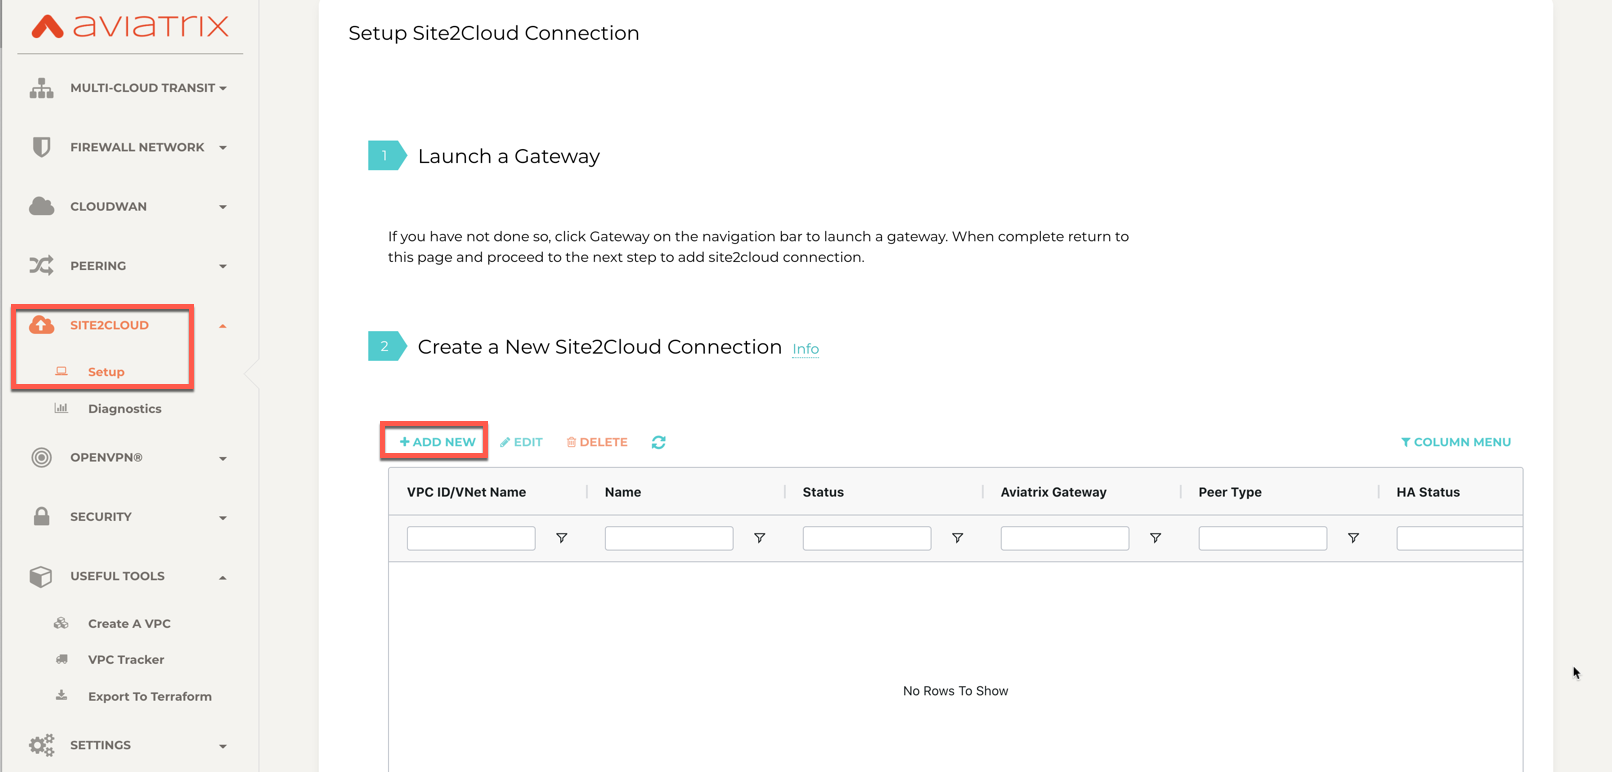 aviatrix
MULTI-CLOUD TRANSIT
FIREWALL NETWORK
CLOUDWAN
PEERING
SITE2CLOUD
Setup
Diagnostics
OPENVPN®
SECURITY
USEFUL TOOLS
Create A VPC
VPC Tracker
Export To Terraform
SETTINGS
Setup Site2Cloud Connection
1 Launch a Gateway
If you have not done so, click Gateway on the navigation bar to launch a gateway. When complete return to
this page and proceed to the next step to add site2cloud connection.
2 Create a New Site2Cloud Connection Info
+ ADD NEW EDIT DELETE COLUMN MENU
VPC ID/VNet Name Name Status Aviatrix Gateway Peer Type HA Status
No Rows To Show